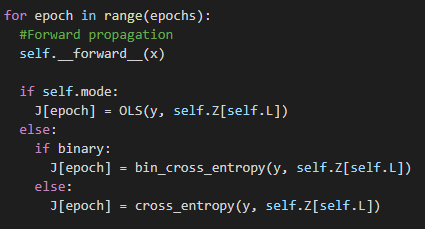 for epoch in range(epochs):
  #Forward propagation
  self.__forward__(x)

  if self.mode:
    J[epoch] = OLS(y, self.Z[self.L])
  else:
    if binary:
      J[epoch] = bin_cross_entropy(y, self.Z[self.L])
    else:
      J[epoch] = cross_entropy(y, self.Z[self.L])